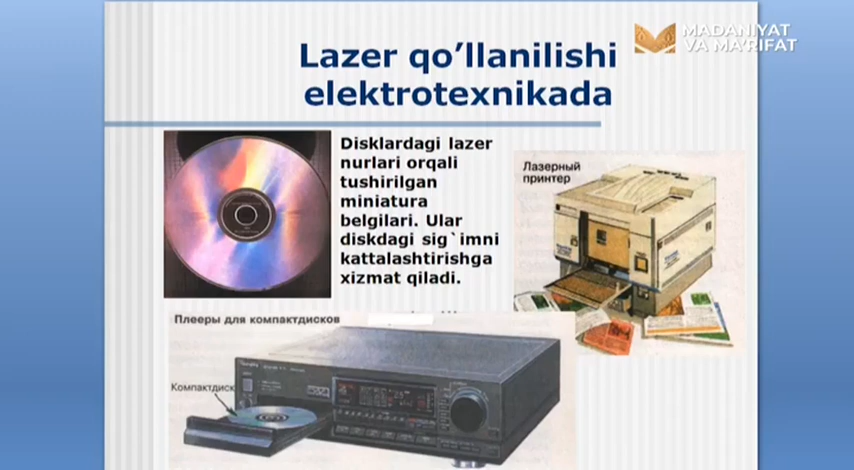 MADANIYAT
VA MA'RIFAT
Lazer qo’llanilishi
elektrotexnikada
Disklardagi lazer
nurlari orqali
tushirilgan
miniatura
belgilari. Ular
diskdagi sig`imni
kattalashtirishga
xizmat qiladi.
Лазерный
принтер
Плееры для компактдисков
Компактдиск